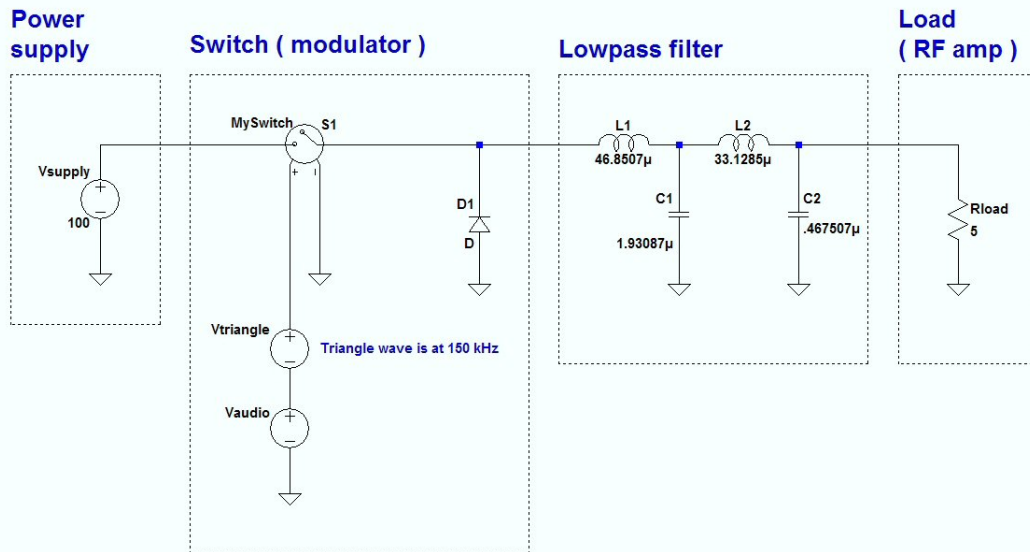 Power
supply
Switch ( modulator )
Lowpass filter
Load
( RF amp )
MySwitch
S1
L1
L2
46.8507µ
33.1285µ
Vsupply
+
−
100
+ −
D1
D
C1
1.93087µ
C2
.467507µ
Rload
5
Vtriangle
+
−
Triangle wave is at 150 kHz
Vaudio
+
−